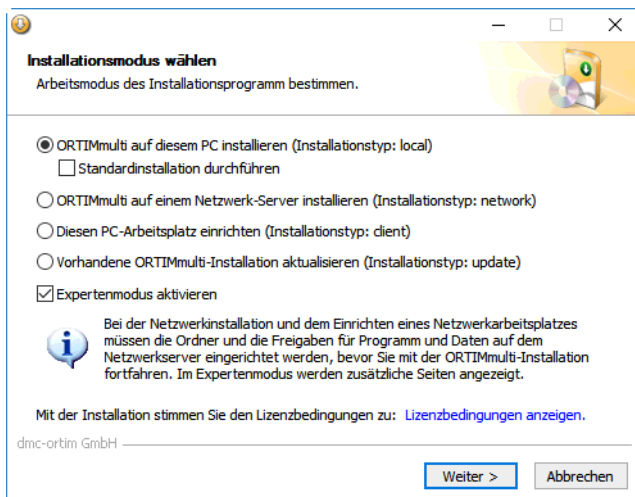 Installationsmodus wählen
Arbeitsmodus des Installationsprogramm bestimmen.
ORTIMmulti auf diesem PC installieren (Installationstyp: local)
Standardinstallation durchführen
ORTIMmulti auf einem Netzwerk-Server installieren (Installationstyp: network)
Diesen PC-Arbeitsplatz einrichten (Installationstyp: client)
Vorhandene ORTIMmulti-Installation aktualisieren (Installationstyp: update)
Expertenmodus aktivieren
Bei der Netzwerkinstallation und dem Einrichten eines Netzwerkarbeitsplatzes
müssen die Ordner und die Freigaben für Programm und Daten auf dem
Netzwerkserver eingerichtet werden, bevor Sie mit der ORTIMmulti-Installation
fortfahren. Im Expertenmodus werden zusätzliche Seiten angezeigt.
Mit der Installation stimmen Sie den Lizenzbedingungen zu: Lizenzbedingungen anzeigen.
dmc-ortim GmbH
Weiter > Abbrechen